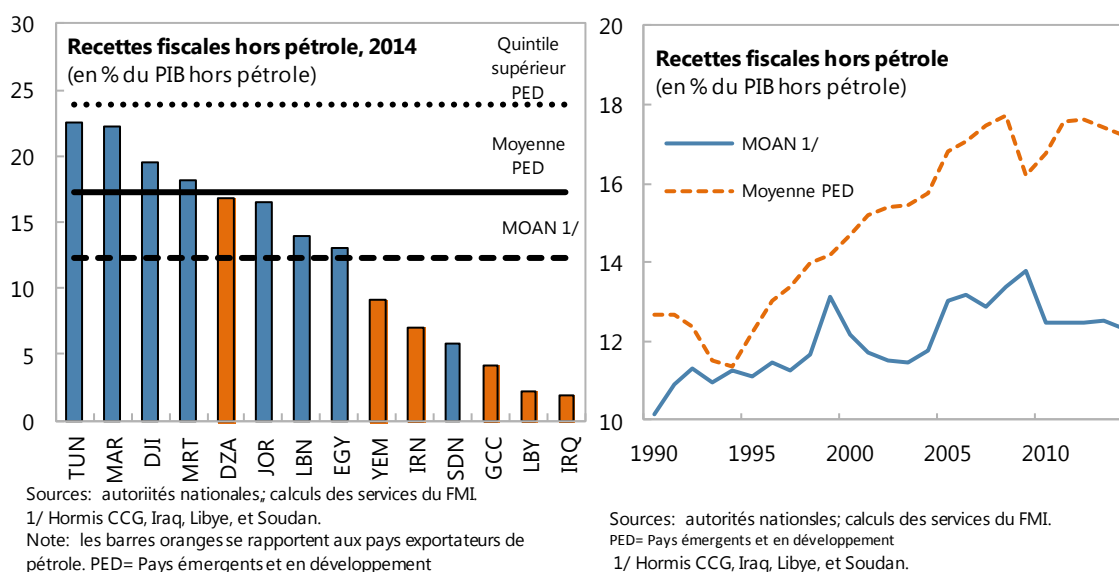 Recettes fiscales hors pétrole, 2014
(en % du PIB hors pétrole)
Quintile
supérieur
PED
Moyenne
PED
MOAN 1/
30
25
20
15
10
5
0
TUN
MAR
DJI
MRT
DZA
JOR
LBN
EGY
YEM
IRN
SDN
GCC
LBY
IRQ
Sources: autoriités nationales,; calculs des services du FMI.
1/ Hormis CCG, Iraq, Libye, et Soudan.
Note: les barres oranges se rapportent aux pays exportateurs de
pétrole. PED= Pays émergents et en développement
Recettes fiscales hors pétrole
(en % du PIB hors pétrole)
MOAN 1/
Moyenne PED
20
18
16
14
12
10
1990
1995
2000
2005
2010
Sources: autorités nationsles; calculs des services du FMI.
PED= Pays émergents et en développement
1/ Hormis CCG, Iraq, Libye, et Soudan.